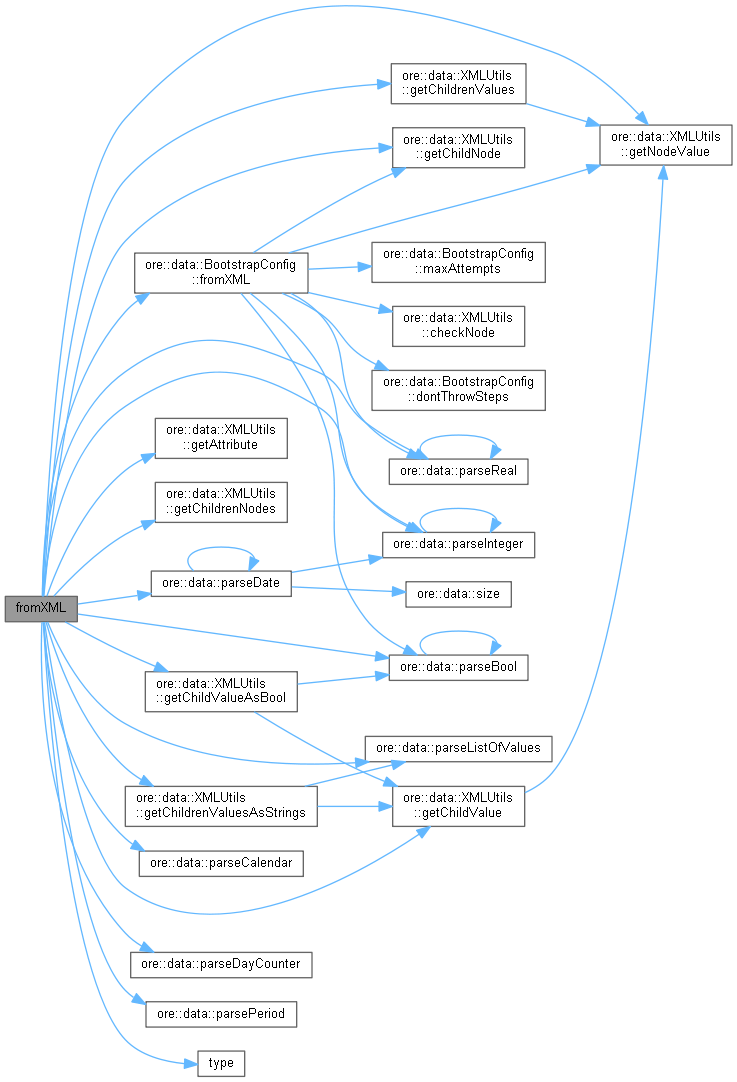 ore::data::XMLUtils
::getChildrenValues
ore::data::XMLUtils
::getNodeValue
ore::data::XMLUtils
::getChildNode
ore::data::BootstrapConfig
::fromXML
ore::data::BootstrapConfig
::maxAttempts
ore::data::XMLUtils
::checkNode
ore::data::BootstrapConfig
::dontThrowSteps
ore::data::XMLUtils
::getAttribute
ore::data::parseReal
ore::data::XMLUtils
::getChildrenNodes
ore::data::parseInteger
ore::data::parseDate
ore::data::size
fromXML
ore::data::parseBool
ore::data::XMLUtils
::getChildValueAsBool
ore::data::parseListOfValues
ore::data::XMLUtils
::getChildrenValuesAsStrings
ore::data::XMLUtils
::getChildValue
ore::data::parseCalendar
ore::data::parseDayCounter
ore::data::parsePeriod
type